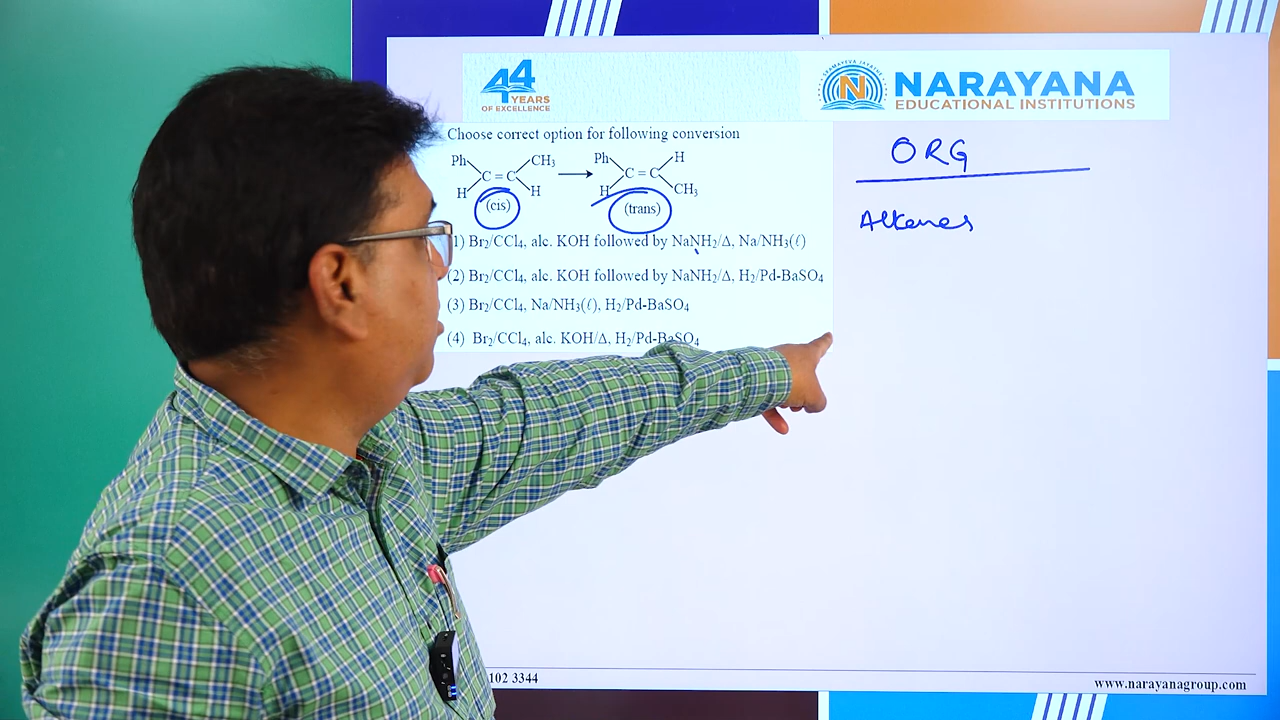 44
YEARS
OF EXCELLENCE
SARASVATI JAYATE
N
NARAYANA
EDUCATIONAL INSTITUTIONS
Choose correct option for following conversion
Ph CH₃ Ph H
C = C → C = C
H H H CH₃
(cis) (trans)
1) Br₂/CCl₄, alc. KOH followed by NaNH₂/Δ, Na/NH₃(ℓ)
(2) Br₂/CCl₄, alc. KOH followed by NaNH₂/Δ, H₂/Pd-BaSO₄
(3) Br₂/CCl₄, Na/NH₃(ℓ), H₂/Pd-BaSO₄
(4) Br₂/CCl₄, alc. KOH/Δ, H₂/Pd-BaSO₄
ORG
Alkenes
102 3344
www.narayanagroup.com